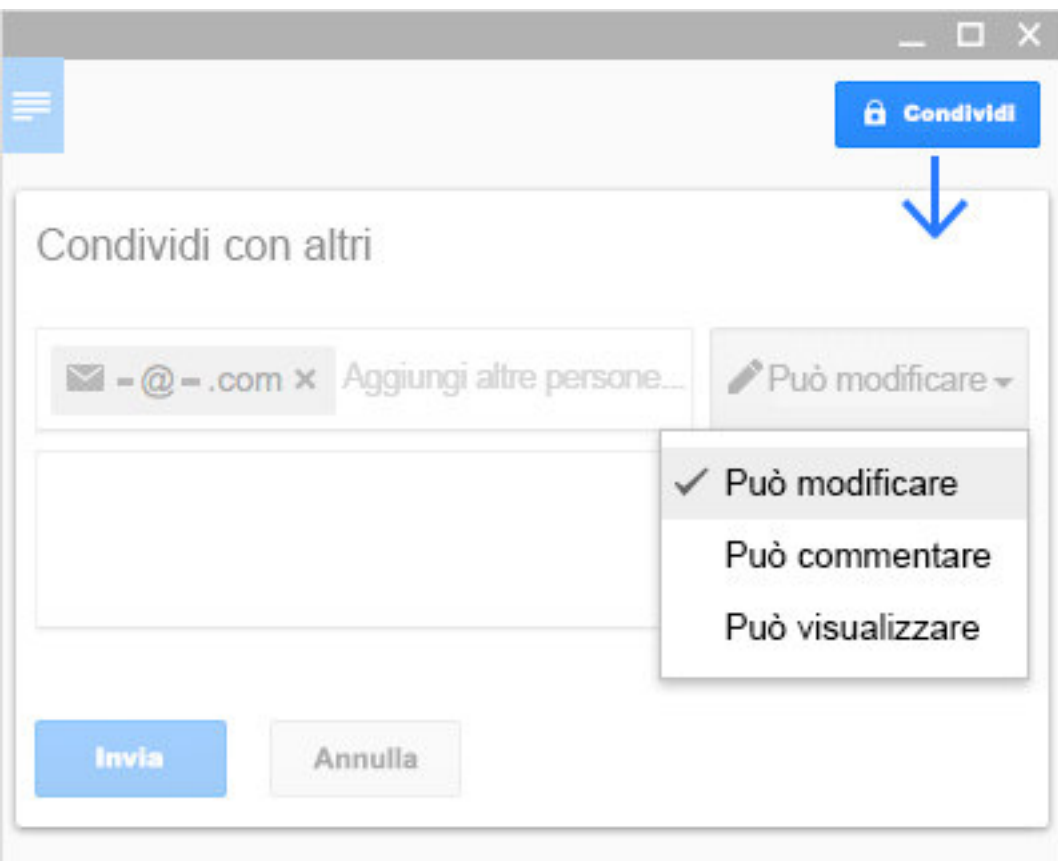 Condividi
Condividi con altri
-@-.com × Aggiungi altre persone... Può modificare
Può modificare
Può commentare
Può visualizzare
Invia Annulla